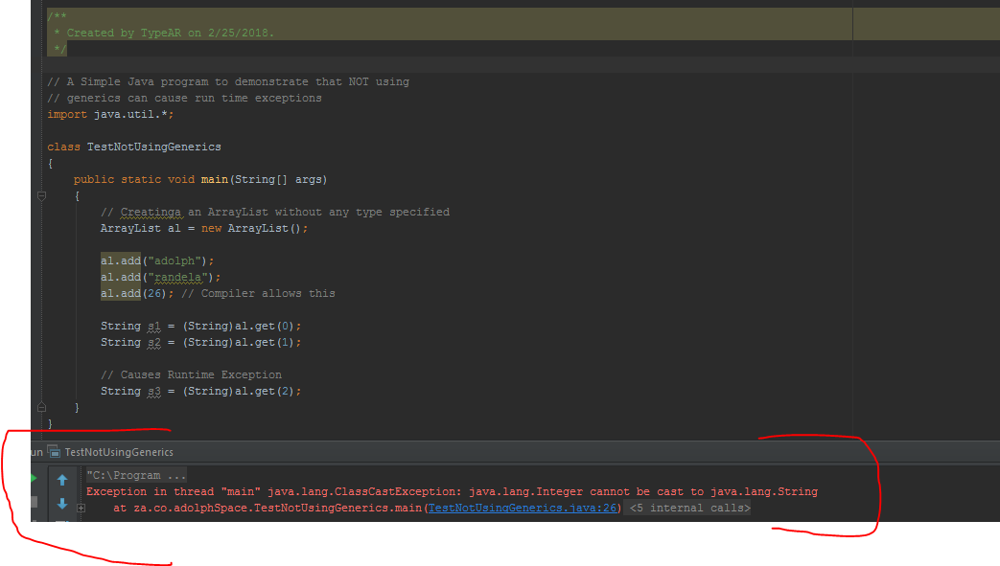 /**
 * Created by TypeAR on 2/25/2018.
 */
// A Simple Java program to demonstrate that NOT using
// generics can cause run time exceptions
import java.util.*;
class TestNotUsingGenerics
{
    public static void main(String[] args)
    {
        // Creatinga an ArrayList without any type specified
        ArrayList al = new ArrayList();
        al.add("adolph");
        al.add("randela");
        al.add(26); // Compiler allows this
        String s1 = (String)al.get(0);
        String s2 = (String)al.get(1);
        // Causes Runtime Exception
        String s3 = (String)al.get(2);
    }
}
un TestNotUsingGenerics
"C:\Program ...
Exception in thread "main" java.lang.ClassCastException: java.lang.Integer cannot be cast to java.lang.String
    at za.co.adolphSpace.TestNotUsingGenerics.main(TestNotUsingGenerics.java:26) <5 internal calls>